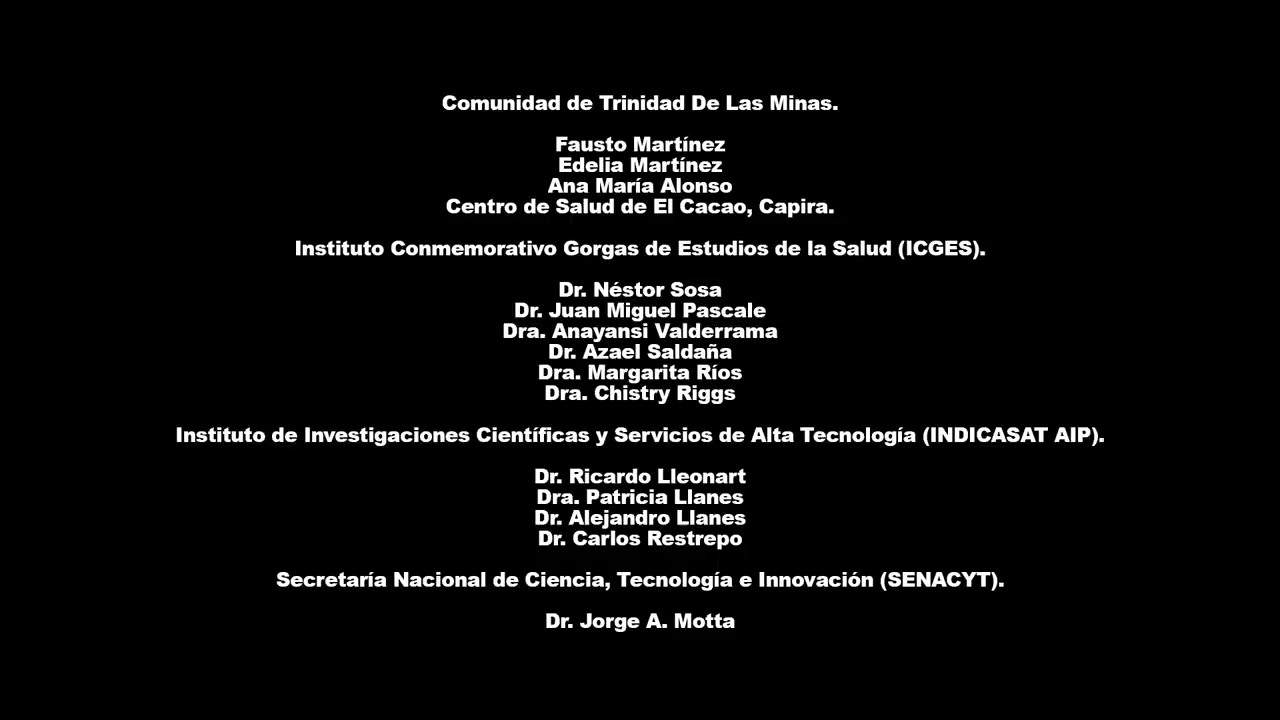 Comunidad de Trinidad De Las Minas.
Fausto Martínez
Edelia Martínez
Ana María Alonso
Centro de Salud de El Cacao, Capira.
Instituto Conmemorativo Gorgas de Estudios de la Salud (ICGES).
Dr. Néstor Sosa
Dr. Juan Miguel Pascale
Dra. Anayansi Valderrama
Dr. Azael Saldaña
Dra. Margarita Ríos
Dra. Chistry Riggs
Instituto de Investigaciones Científicas y Servicios de Alta Tecnología (INDICASAT AIP).
Dr. Ricardo Lleonart
Dra. Patricia Llanes
Dr. Alejandro Llanes
Dr. Carlos Restrepo
Secretaría Nacional de Ciencia, Tecnología e Innovación (SENACYT).
Dr. Jorge A. Motta